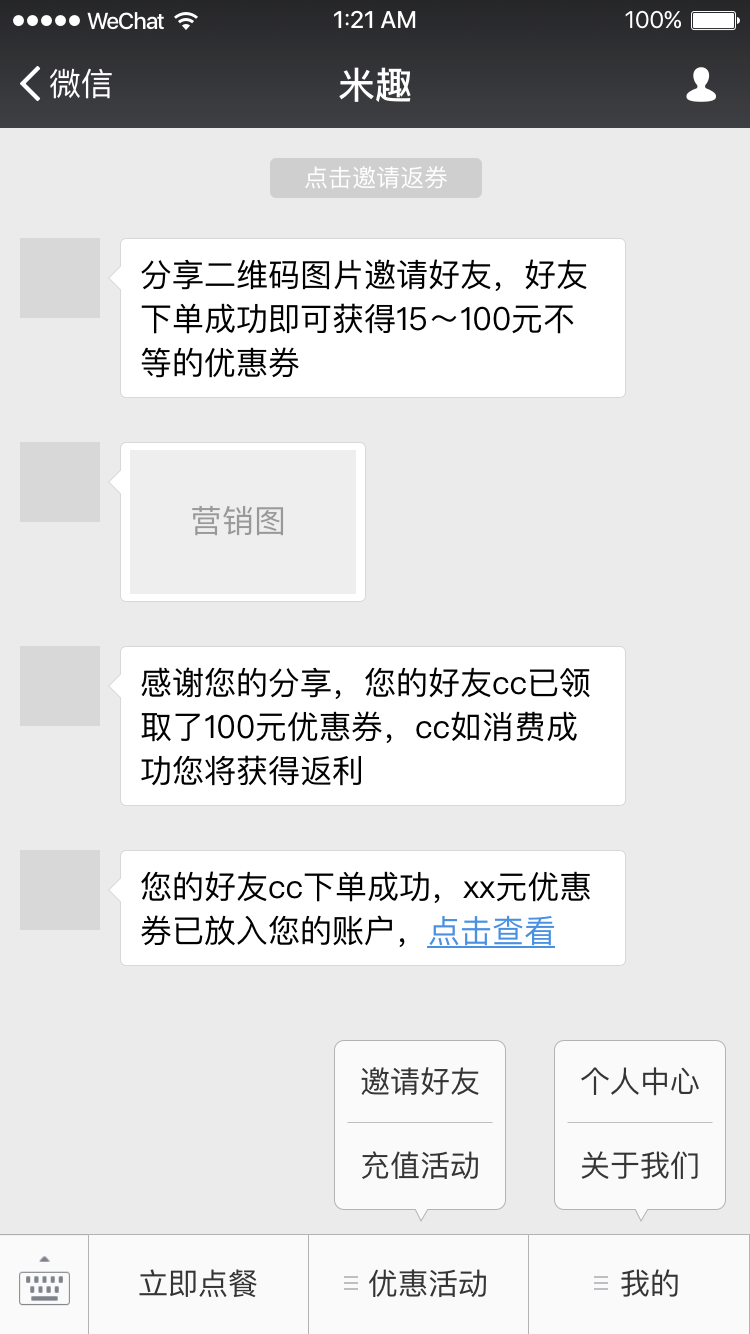 WeChat 1:21 AM 100%
微信 米趣
点击邀请返券
分享二维码图片邀请好友，好友
下单成功即可获得15～100元不
等的优惠券
营销图
感谢您的分享，您的好友cc已领
取了100元优惠券，cc如消费成
功您将获得返利
您的好友cc下单成功，xx元优惠
券已放入您的账户，点击查看
邀请好友 个人中心
充值活动 关于我们
立即点餐 优惠活动 我的